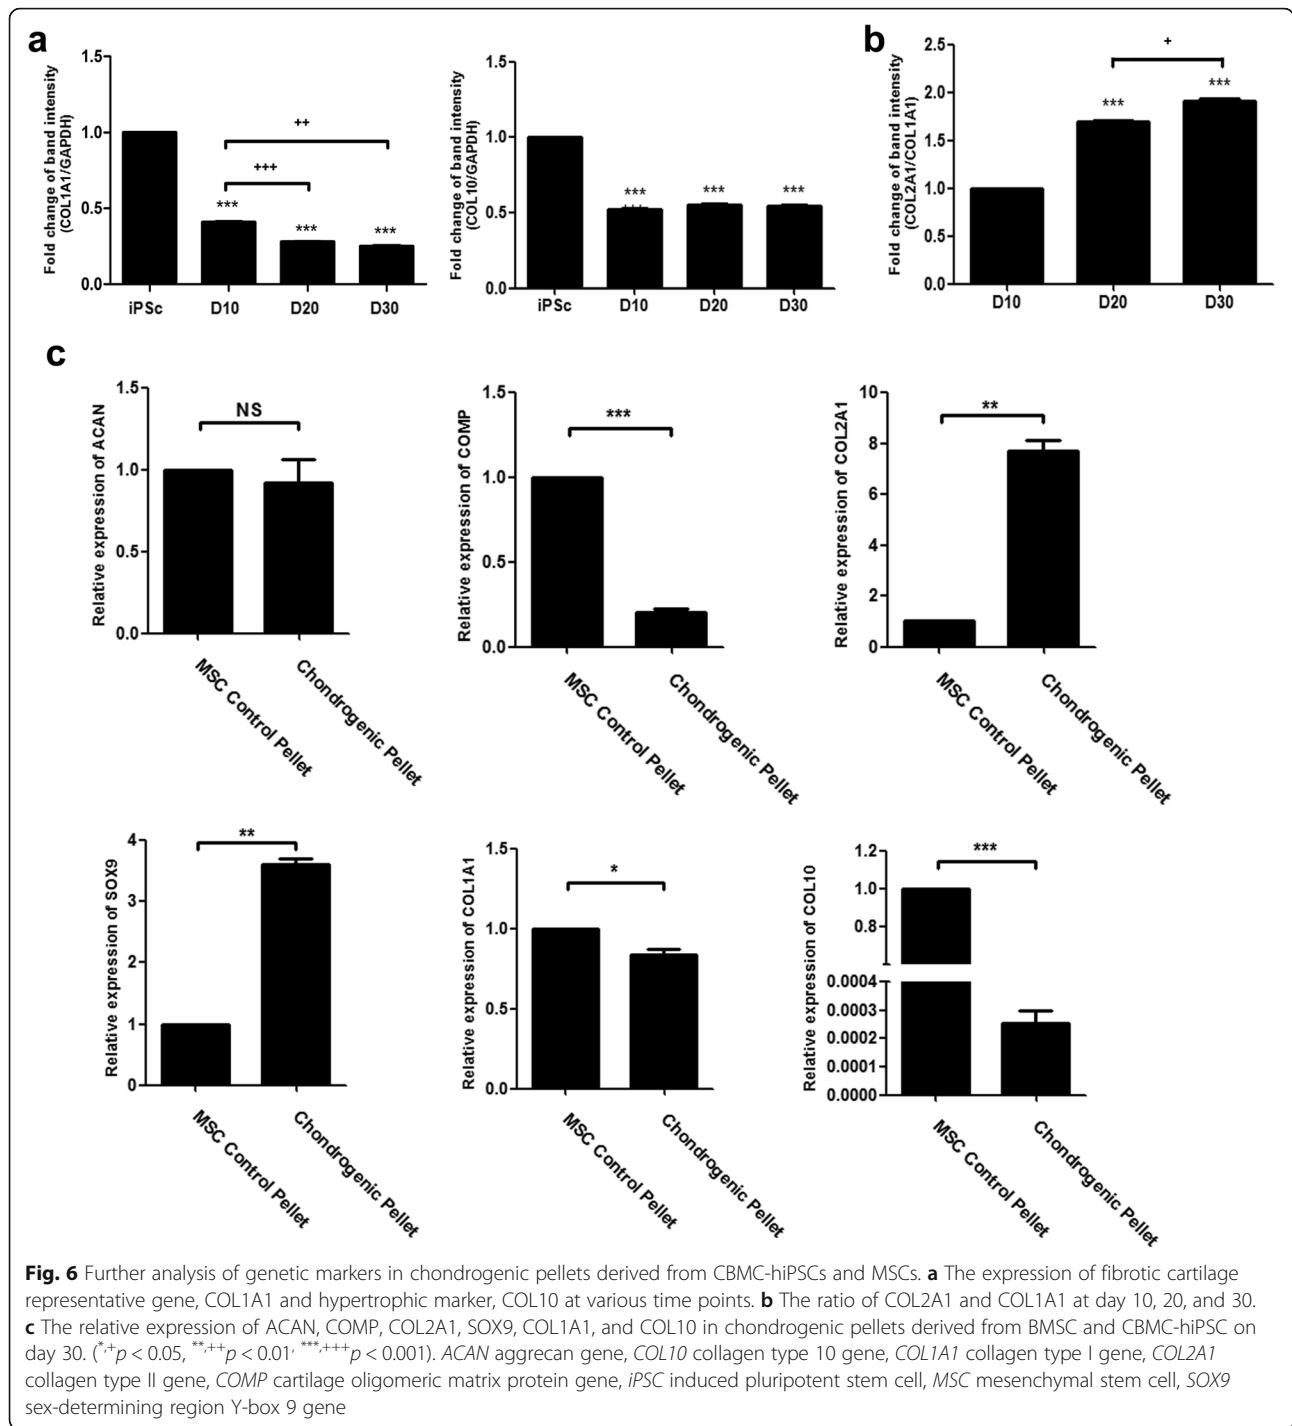 a
Fold change of band intensity
(COL1A1/GAPDH)
1.5
1.0
0.5
0.0
++
+++
***
***
***
iPSc D10 D20 D30
Fold change of band intensity
(COL10/GAPDH)
1.5
1.0
0.5
0.0
***
+++
***
***
iPSc D10 D20 D30
b
Fold change of band intensity
(COL2A1/COL1A1)
2.5
2.0
1.5
1.0
0.5
0.0
+
***
***
D10 D20 D30
c
Relative expression of ACAN
1.5
1.0
0.5
0.0
NS
MSC Control Pellet
Chondrogenic Pellet
Relative expression of COMP
1.5
1.0
0.5
0.0
***
MSC Control Pellet
Chondrogenic Pellet
Relative expression of COL2A1
10
8
6
4
2
0
**
MSC Control Pellet
Chondrogenic Pellet
Relative expression of SOX9
4
3
2
1
0
**
MSC Control Pellet
Chondrogenic Pellet
Relative expression of COL1A1
1.5
1.0
0.5
0.0
*
MSC Control Pellet
Chondrogenic Pellet
Relative expression of COL10
1.2
1.0
0.8
0.0004
0.0003
0.0002
0.0001
0.0000
***
MSC Control Pellet
Chondrogenic Pellet
Fig. 6 Further analysis of genetic markers in chondrogenic pellets derived from CBMC-hiPSCs and MSCs. a The expression of fibrotic cartilage
representative gene, COL1A1 and hypertrophic marker, COL10 at various time points. b The ratio of COL2A1 and COL1A1 at day 10, 20, and 30.
c The relative expression of ACAN, COMP, COL2A1, SOX9, COL1A1, and COL10 in chondrogenic pellets derived from BMSC and CBMC-hiPSC on
day 30. (*,+p < 0.05, **,++p < 0.01, ***,+++p < 0.001). ACAN aggrecan gene, COL10 collagen type 10 gene, COL1A1 collagen type I gene, COL2A1
collagen type II gene, COMP cartilage oligomeric matrix protein gene, iPSC induced pluripotent stem cell, MSC mesenchymal stem cell, SOX9
sex-determining region Y-box 9 gene